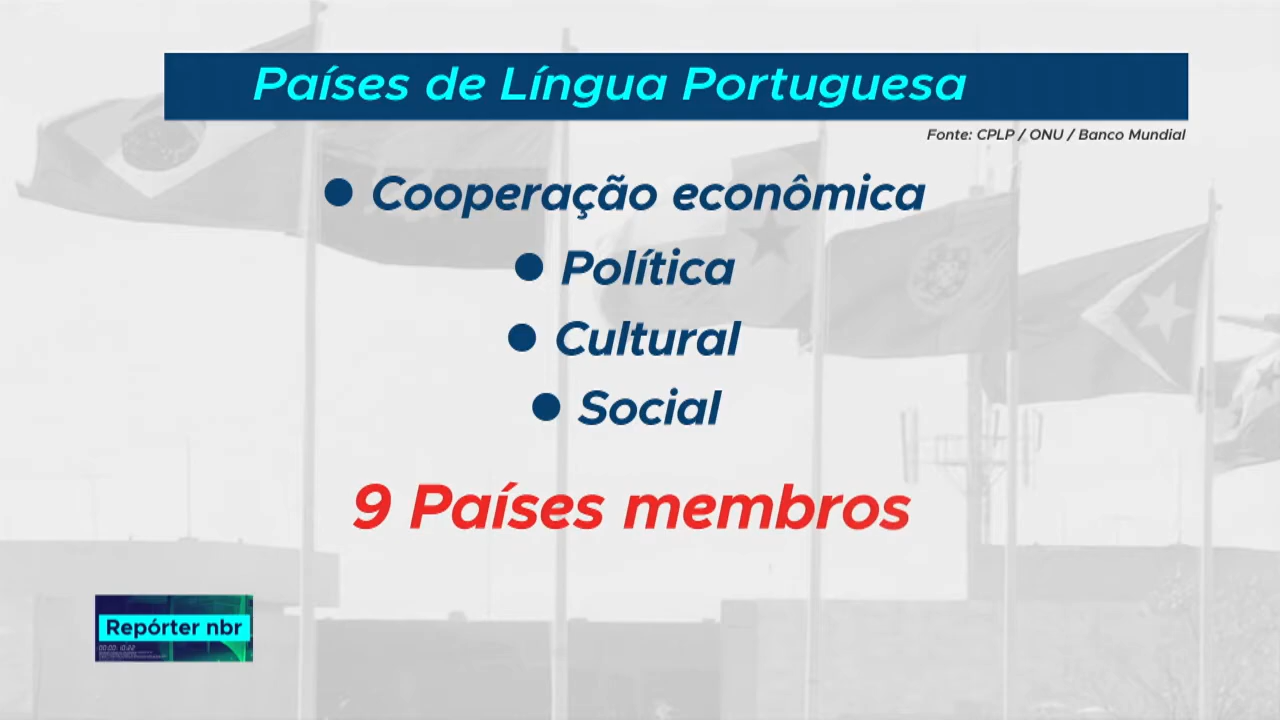 Países de Língua Portuguesa
Fonte: CPLP / ONU / Banco Mundial
● Cooperação econômica
● Política
● Cultural
● Social
9 Países membros
Repórter nbr